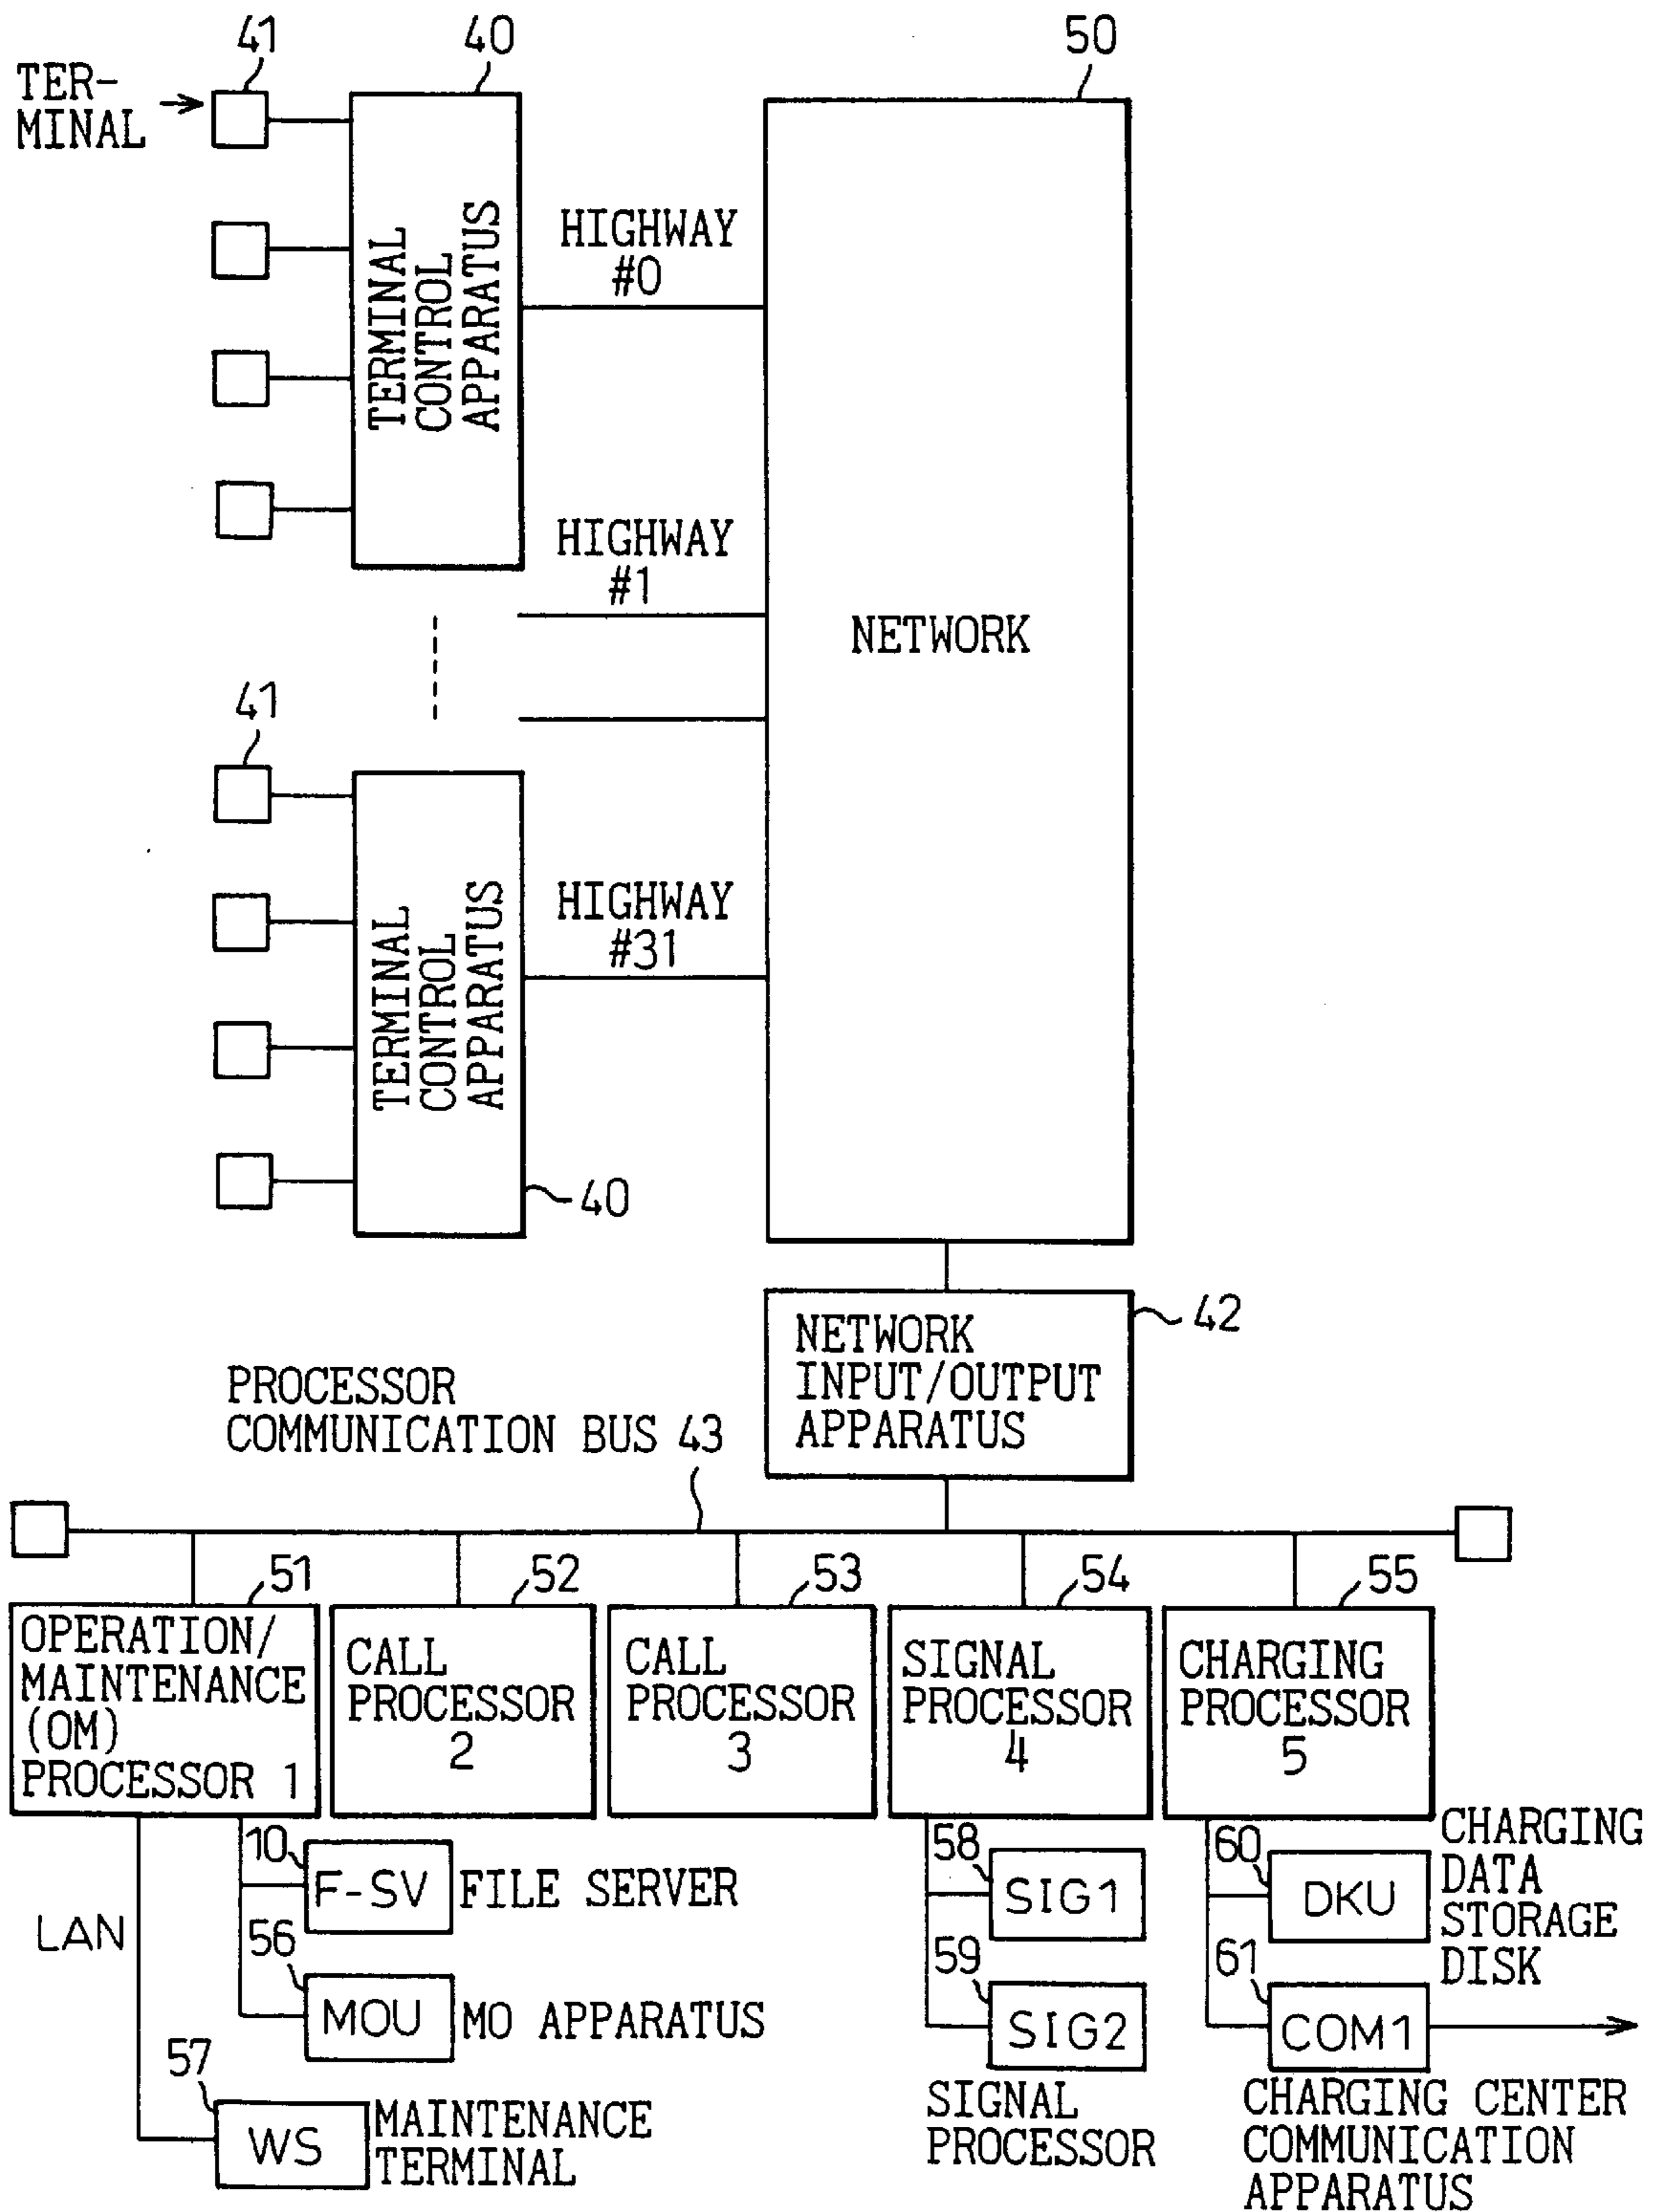 41
40
50
TER-
MINAL
TERMINAL
CONTROL
APPARATUS
HIGHWAY
#0
HIGHWAY
#1
NETWORK
41
TERMINAL
CONTROL
APPARATUS
HIGHWAY
#31
40
42
NETWORK
INPUT/OUTPUT
APPARATUS
PROCESSOR
COMMUNICATION BUS 43
51
52
53
54
55
OPERATION/
MAINTENANCE
(OM)
PROCESSOR 1
CALL
PROCESSOR
2
CALL
PROCESSOR
3
SIGNAL
PROCESSOR
4
CHARGING
PROCESSOR
5
10
F-SV
FILE SERVER
LAN
56
MOU
MO APPARATUS
57
WS
MAINTENANCE
TERMINAL
58
SIG1
59
SIG2
SIGNAL
PROCESSOR
60
DKU
CHARGING
DATA
STORAGE
DISK
61
COM1
CHARGING CENTER
COMMUNICATION
APPARATUS